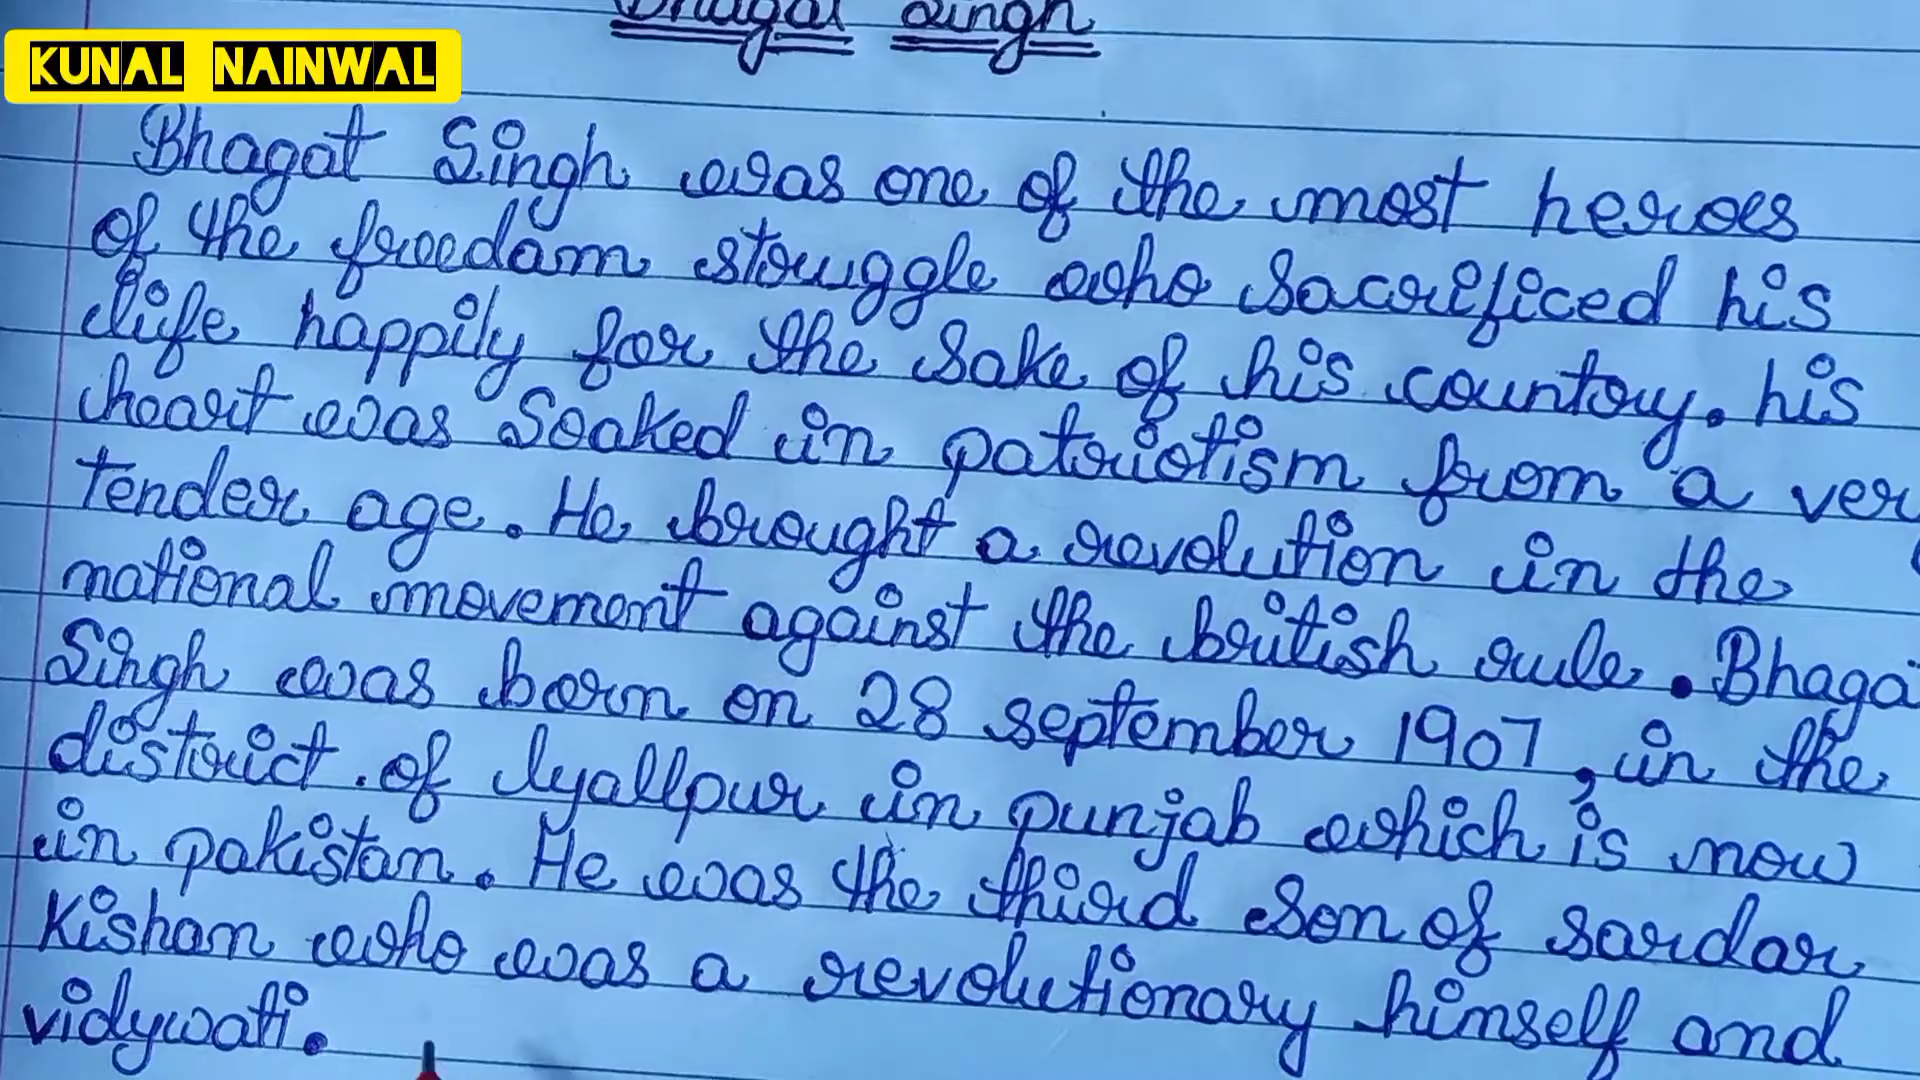 Bhagat Singh
KUNAL NAINWAL
Bhagat Singh was one of the most heroes
of the freedom struggle who sacrificed his
life happily for the sake of his country. his
heart was soaked in patriotism from a ver
tender age. He brought a revolution in the
national movement against the british rule. Bhaga
Singh was born on 28 september 1907, in the
district.of lyallpur in punjab which is now
in pakistan. He was the third son of sardar
Kishan who was a revolutionary himself and
vidywati.